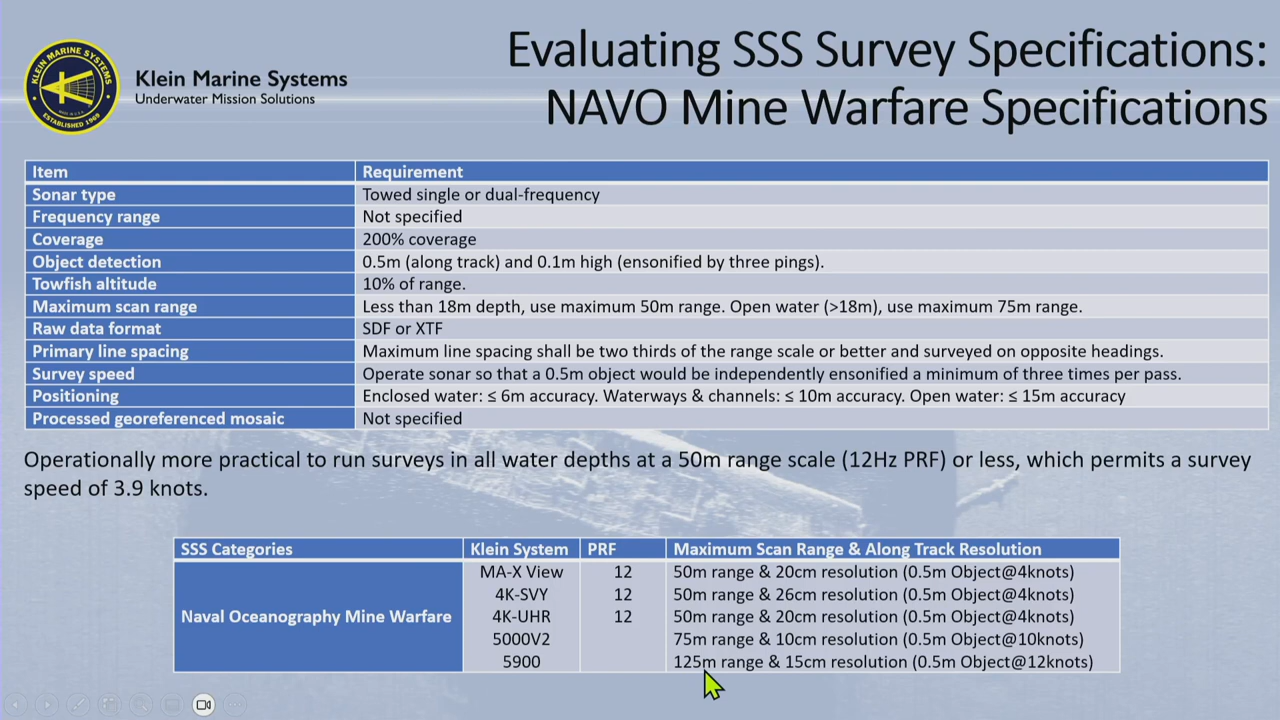 Evaluating SSS Survey Specifications:
NAVO Mine Warfare Specifications
KLEIN MARINE SYSTEMS
ESTABLISHED 1968
Klein Marine Systems
Underwater Mission Solutions
Item Requirement
Sonar type Towed single or dual-frequency
Frequency range Not specified
Coverage 200% coverage
Object detection 0.5m (along track) and 0.1m high (ensonified by three pings).
Towfish altitude 10% of range.
Maximum scan range Less than 18m depth, use maximum 50m range. Open water (>18m), use maximum 75m range.
Raw data format SDF or XTF
Primary line spacing Maximum line spacing shall be two thirds of the range scale or better and surveyed on opposite headings.
Survey speed Operate sonar so that a 0.5m object would be independently ensonified a minimum of three times per pass.
Positioning Enclosed water: ≤ 6m accuracy. Waterways & channels: ≤ 10m accuracy. Open water: ≤ 15m accuracy
Processed georeferenced mosaic Not specified
Operationally more practical to run surveys in all water depths at a 50m range scale (12Hz PRF) or less, which permits a survey
speed of 3.9 knots.
SSS Categories Klein System PRF Maximum Scan Range & Along Track Resolution
MA-X View 12 50m range & 20cm resolution (0.5m Object@4knots)
4K-SVY 12 50m range & 26cm resolution (0.5m Object@4knots)
Naval Oceanography Mine Warfare 4K-UHR 12 50m range & 20cm resolution (0.5m Object@4knots)
5000V2 75m range & 10cm resolution (0.5m Object@10knots)
5900 125m range & 15cm resolution (0.5m Object@12knots)